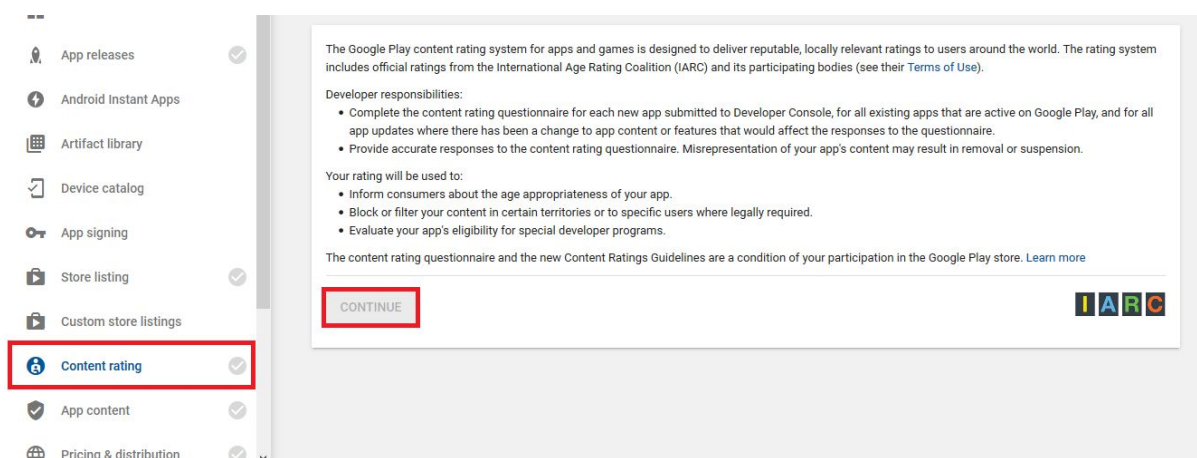 App releases
Android Instant Apps
Artifact library
Device catalog
App signing
Store listing
Custom store listings
Content rating
App content
Pricing & distribution
The Google Play content rating system for apps and games is designed to deliver reputable, locally relevant ratings to users around the world. The rating system
includes official ratings from the International Age Rating Coalition (IARC) and its participating bodies (see their Terms of Use).
Developer responsibilities:
• Complete the content rating questionnaire for each new app submitted to Developer Console, for all existing apps that are active on Google Play, and for all
app updates where there has been a change to app content or features that would affect the responses to the questionnaire.
• Provide accurate responses to the content rating questionnaire. Misrepresentation of your app's content may result in removal or suspension.
Your rating will be used to:
• Inform consumers about the age appropriateness of your app.
• Block or filter your content in certain territories or to specific users where legally required.
• Evaluate your app's eligibility for special developer programs.
The content rating questionnaire and the new Content Ratings Guidelines are a condition of your participation in the Google Play store. Learn more
CONTINUE
IARC